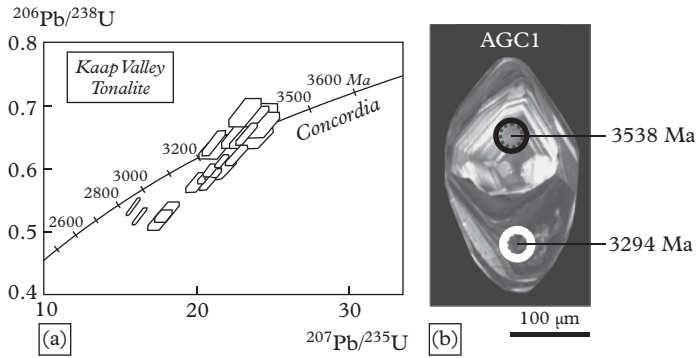 ²⁰⁶Pb/²³⁸U
0.8
0.7
0.6
0.5
0.4
Kaap Valley
Tonalite
2600
2800
3000
3200
3500
3600 Ma
Concordia
10
20
30
²⁰⁷Pb/²³⁵U
(a)
AGC1
3538 Ma
3294 Ma
100 µm
(b)